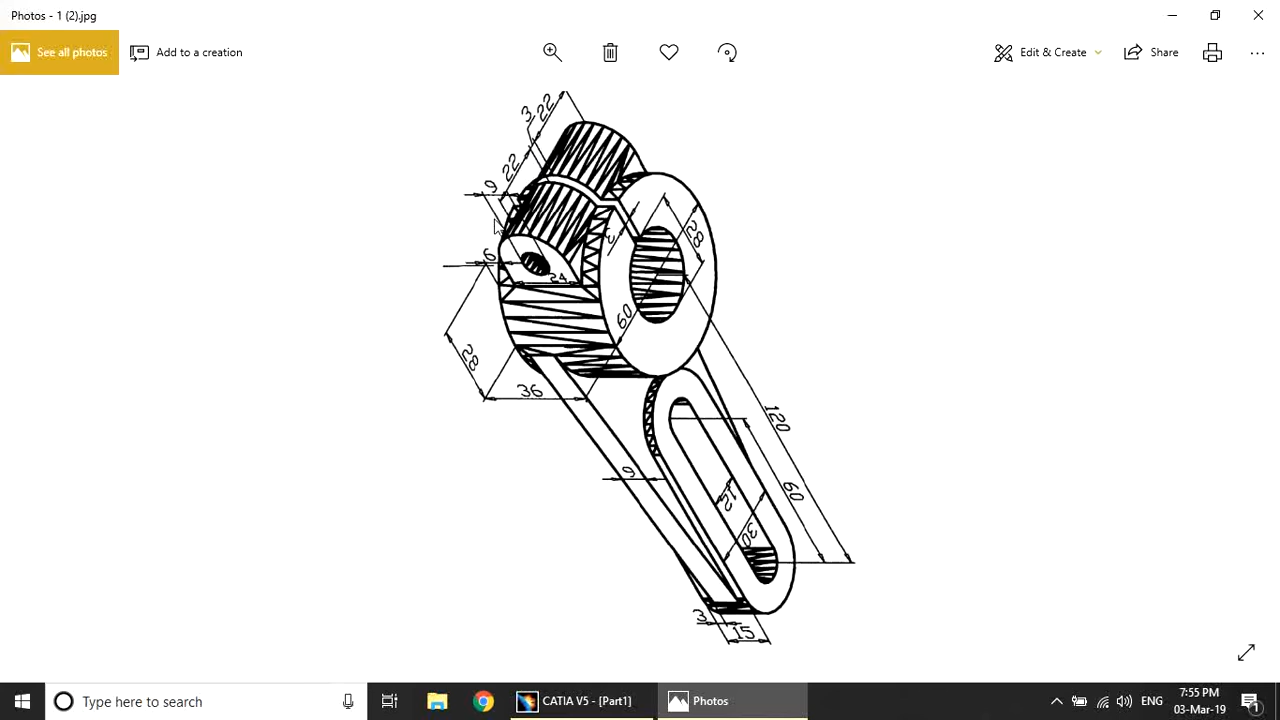 Photos - 1 (2).jpg
See all photos
Add to a creation
Edit & Create
Share
22
3
22
9
3
28
6
24
60
28
36
120
9
60
12
30
3
15
Type here to search
CATIA V5 - [Part1]
Photos
ENG
7:55 PM
03-Mar-19
1